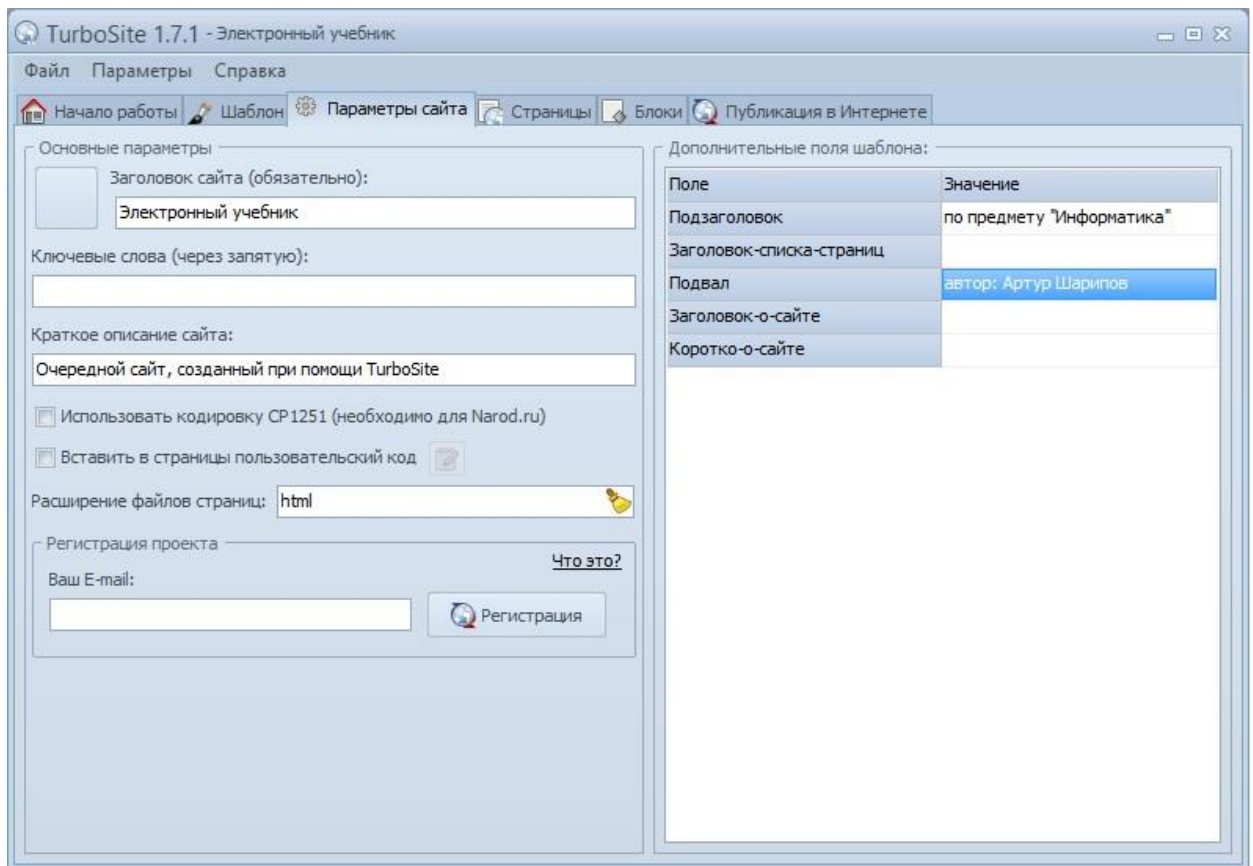 TurboSite 1.7.1 - Электронный учебник
Файл Параметры Справка
Начало работы Шаблон Параметры сайта Страницы Блоки Публикация в Интернете
Основные параметры
Заголовок сайта (обязательно):
Электронный учебник
Ключевые слова (через запятую):
Краткое описание сайта:
Очередной сайт, созданный при помощи TurboSite
Использовать кодировку CP1251 (необходимо для Narod.ru)
Вставить в страницы пользовательский код
Расширение файлов страниц: html
Регистрация проекта
Что это?
Ваш E-mail:
Регистрация
Дополнительные поля шаблона:
Поле Значение
Подзаголовок по предмету "Информатика"
Заголовок-списка-страниц
Подвал автор: Артур Шарипов
Заголовок-о-сайте
Коротко-о-сайте